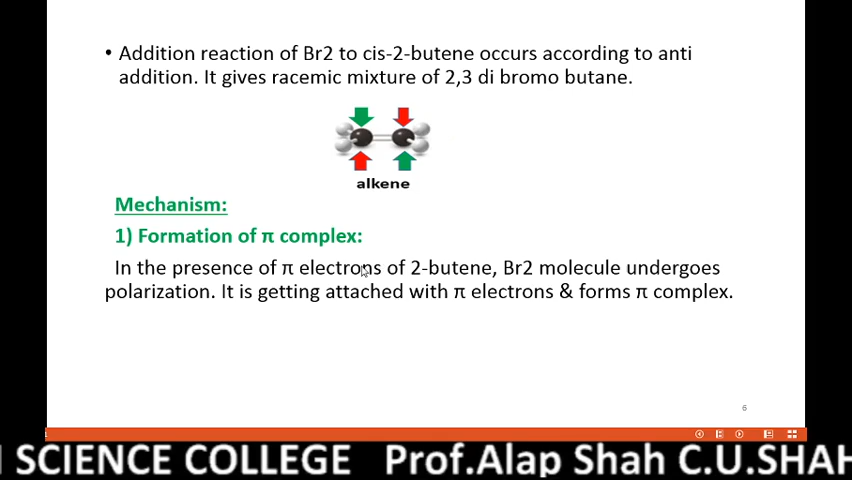 • Addition reaction of Br2 to cis-2-butene occurs according to anti
addition. It gives racemic mixture of 2,3 di bromo butane.
alkene
Mechanism:
1) Formation of π complex:
In the presence of π electrons of 2-butene, Br2 molecule undergoes
polarization. It is getting attached with π electrons & forms π complex.
6
SCIENCE COLLEGE Prof.Alap Shah C.U.SHAH